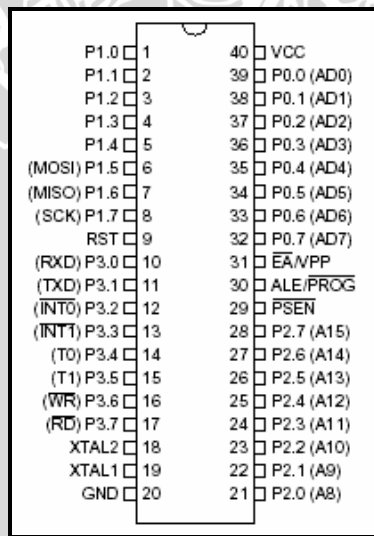 P1.0 1 40 VCC
P1.1 2 39 P0.0 (AD0)
P1.2 3 38 P0.1 (AD1)
P1.3 4 37 P0.2 (AD2)
P1.4 5 36 P0.3 (AD3)
(MOSI) P1.5 6 35 P0.4 (AD4)
(MISO) P1.6 7 34 P0.5 (AD5)
(SCK) P1.7 8 33 P0.6 (AD6)
RST 9 32 P0.7 (AD7)
(RXD) P3.0 10 31 E̅A̅/VPP
(TXD) P3.1 11 30 ALE/P̅R̅O̅G̅
(I̅N̅T̅0̅) P3.2 12 29 P̅S̅E̅N̅
(I̅N̅T̅1̅) P3.3 13 28 P2.7 (A15)
(T0) P3.4 14 27 P2.6 (A14)
(T1) P3.5 15 26 P2.5 (A13)
(W̅R̅) P3.6 16 25 P2.4 (A12)
(R̅D̅) P3.7 17 24 P2.3 (A11)
XTAL2 18 23 P2.2 (A10)
XTAL1 19 22 P2.1 (A9)
GND 20 21 P2.0 (A8)